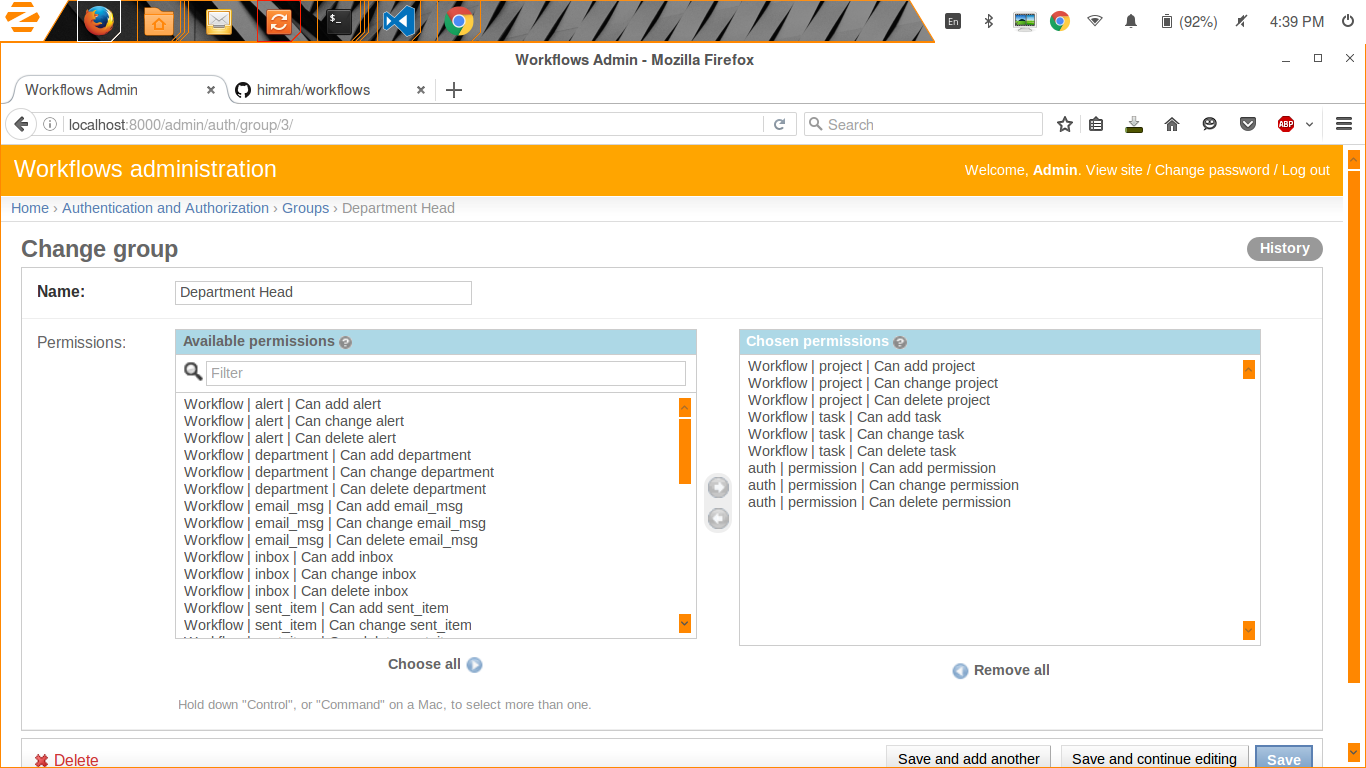 En (92%) 4:39 PM
Workflows Admin - Mozilla Firefox
Workflows Admin himrah/workflows
localhost:8000/admin/auth/group/3/ Search ABP
Workflows administration Welcome, Admin. View site / Change password / Log out
Home › Authentication and Authorization › Groups › Department Head
Change group History
Name: Department Head
Permissions:
Available permissions ?
Filter
Workflow | alert | Can add alert
Workflow | alert | Can change alert
Workflow | alert | Can delete alert
Workflow | department | Can add department
Workflow | department | Can change department
Workflow | department | Can delete department
Workflow | email_msg | Can add email_msg
Workflow | email_msg | Can change email_msg
Workflow | email_msg | Can delete email_msg
Workflow | inbox | Can add inbox
Workflow | inbox | Can change inbox
Workflow | inbox | Can delete inbox
Workflow | sent_item | Can add sent_item
Workflow | sent_item | Can change sent_item
Choose all
Hold down "Control", or "Command" on a Mac, to select more than one.
Chosen permissions ?
Workflow | project | Can add project
Workflow | project | Can change project
Workflow | project | Can delete project
Workflow | task | Can add task
Workflow | task | Can change task
Workflow | task | Can delete task
auth | permission | Can add permission
auth | permission | Can change permission
auth | permission | Can delete permission
Remove all
Delete Save and add another Save and continue editing Save